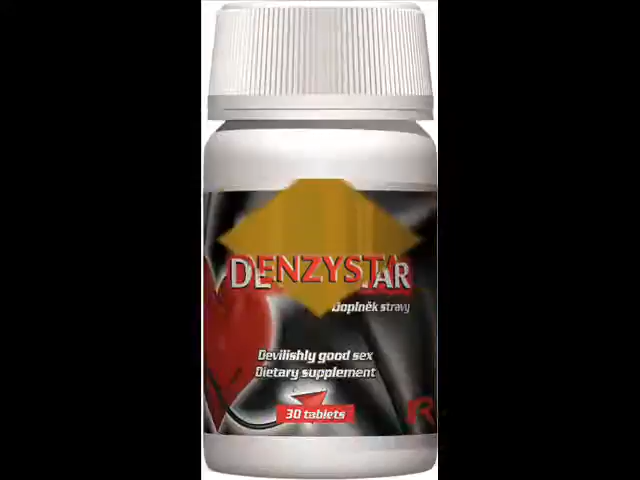 DENZYSTAR
Doplněk stravy
Devilishly good sex
Dietary supplement
30 tablets
R